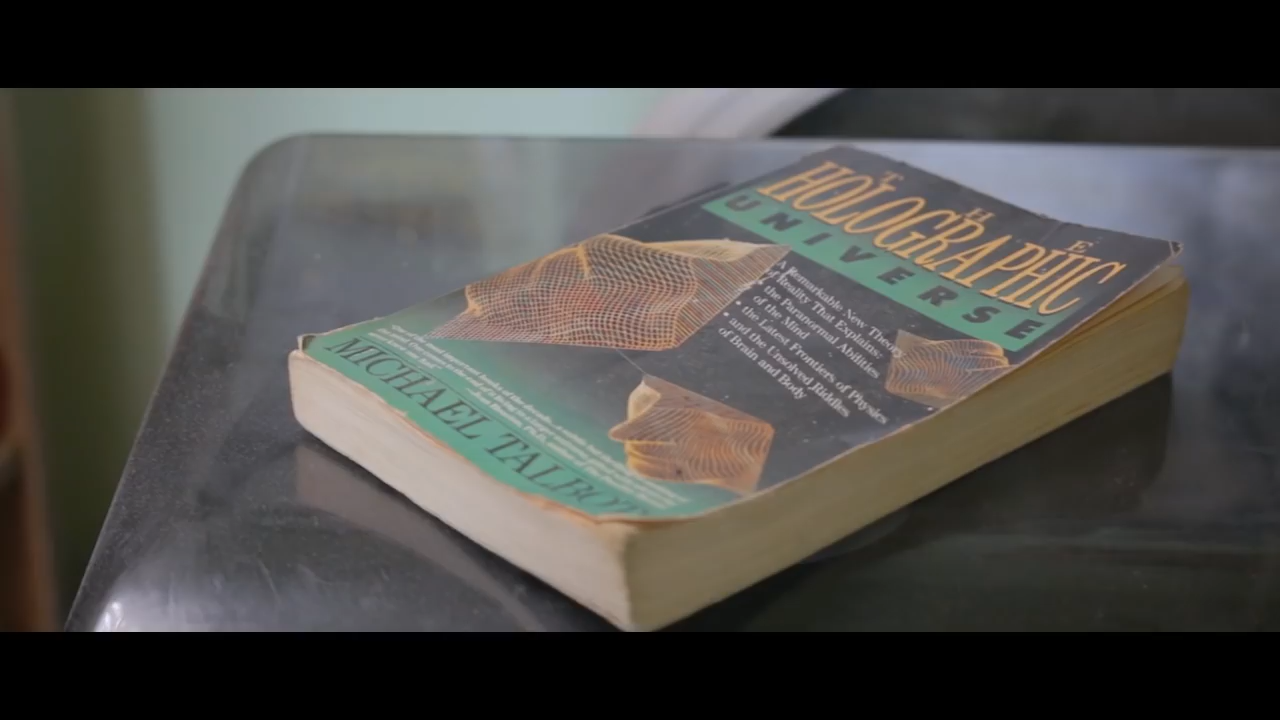 THE
HOLOGRAPHIC
UNIVERSE
A Remarkable New Theory
of Reality That Explains:
• the Paranormal Abilities
of the Mind
• the Latest Frontiers of Physics
• and the Unsolved Riddles
of Brain and Body
MICHAEL TALBOT